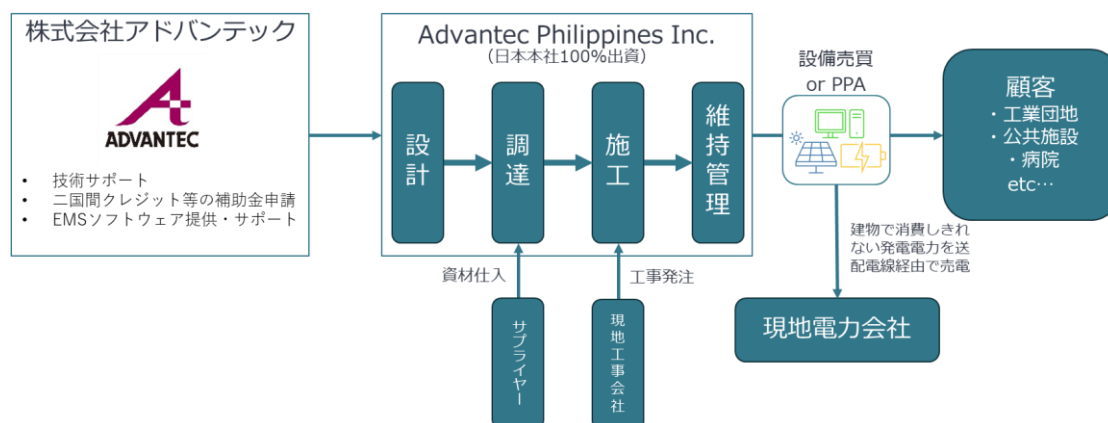 株式会社アドバンテック
ADVANTEC
• 技術サポート
• 二国間クレジット等の補助金申請
• EMSソフトウェア提供・サポート
Advantec Philippines Inc.
(日本本社100%出資)
設計
調達
施工
維持管理
資材仕入
工事発注
サプライヤー
現地工事会社
設備売買
or PPA
顧客
・工業団地
・公共施設
・病院
etc…
建物で消費しきれ
ない発電電力を送
配電線経由で売電
現地電力会社